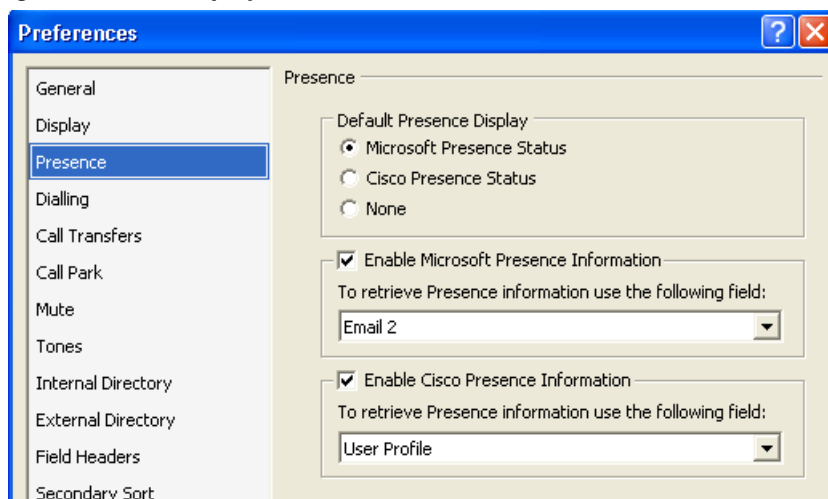 Preferences
General
Display
Presence
Dialling
Call Transfers
Call Park
Mute
Tones
Internal Directory
External Directory
Field Headers
Secondary Sort
Presence
Default Presence Display
Microsoft Presence Status
Cisco Presence Status
None
Enable Microsoft Presence Information
To retrieve Presence information use the following field:
Email 2
Enable Cisco Presence Information
To retrieve Presence information use the following field:
User Profile